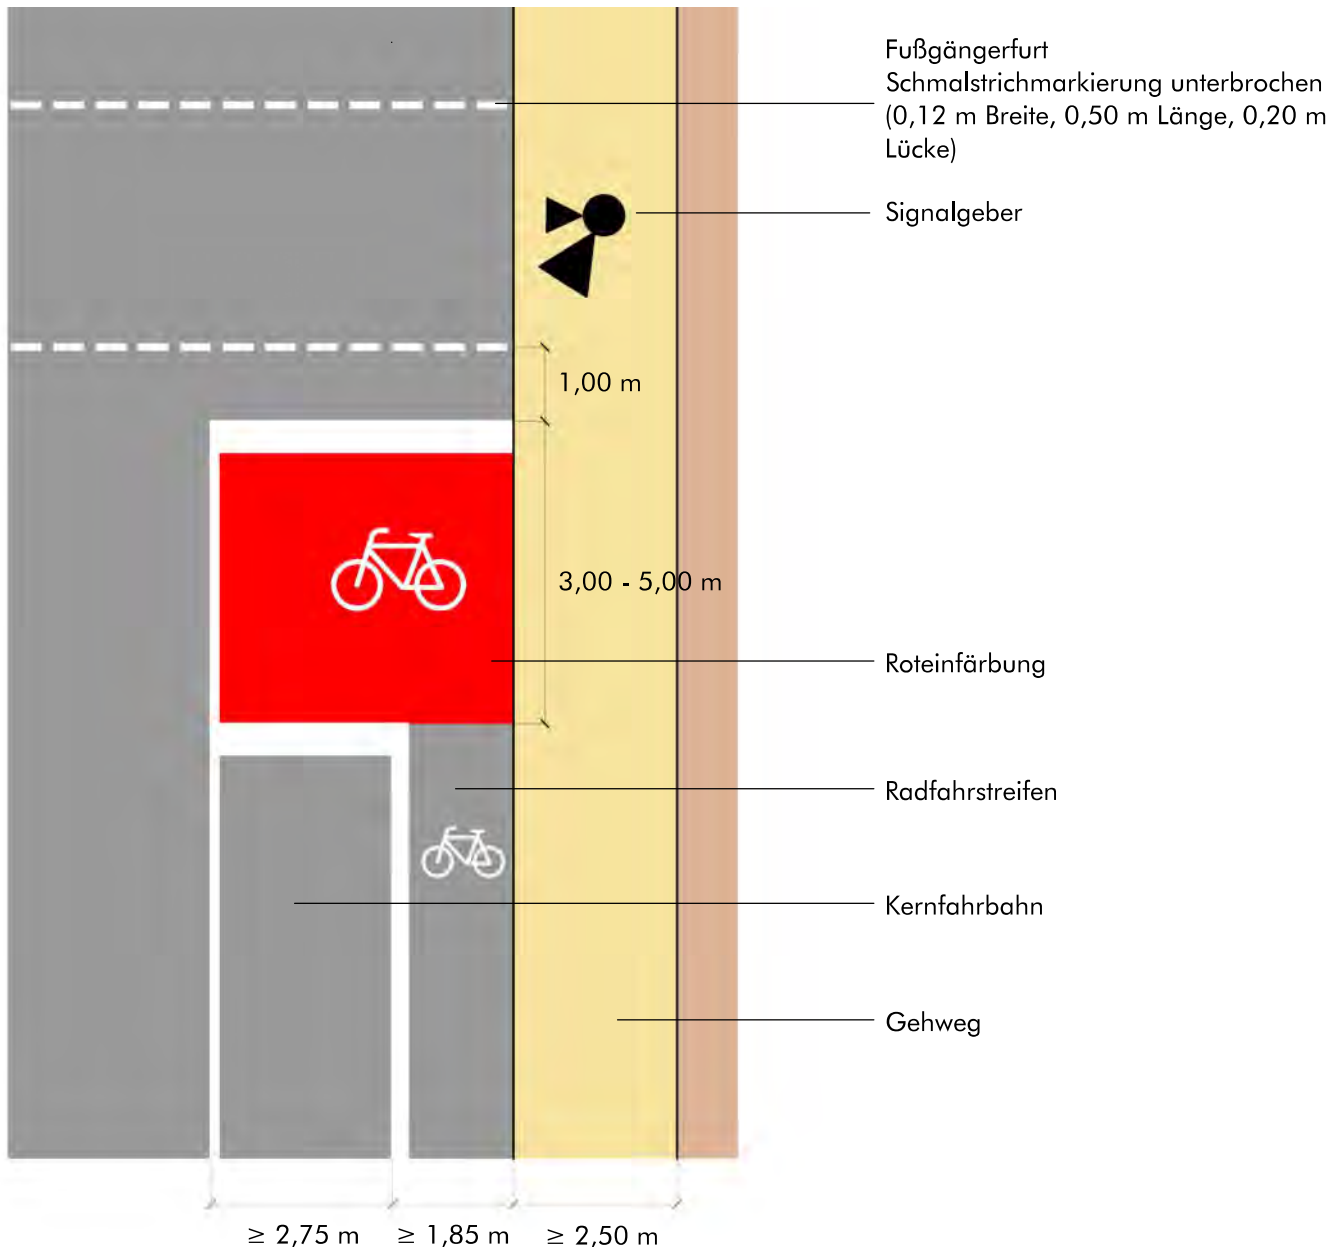 Fußgängerfurt
Schmalstrichmarkierung unterbrochen
(0,12 m Breite, 0,50 m Länge, 0,20 m
Lücke)
Signalgeber
1,00 m
3,00 - 5,00 m
Roteinfärbung
Radfahrstreifen
Kernfahrbahn
Gehweg
≥ 2,75 m
≥ 1,85 m
≥ 2,50 m